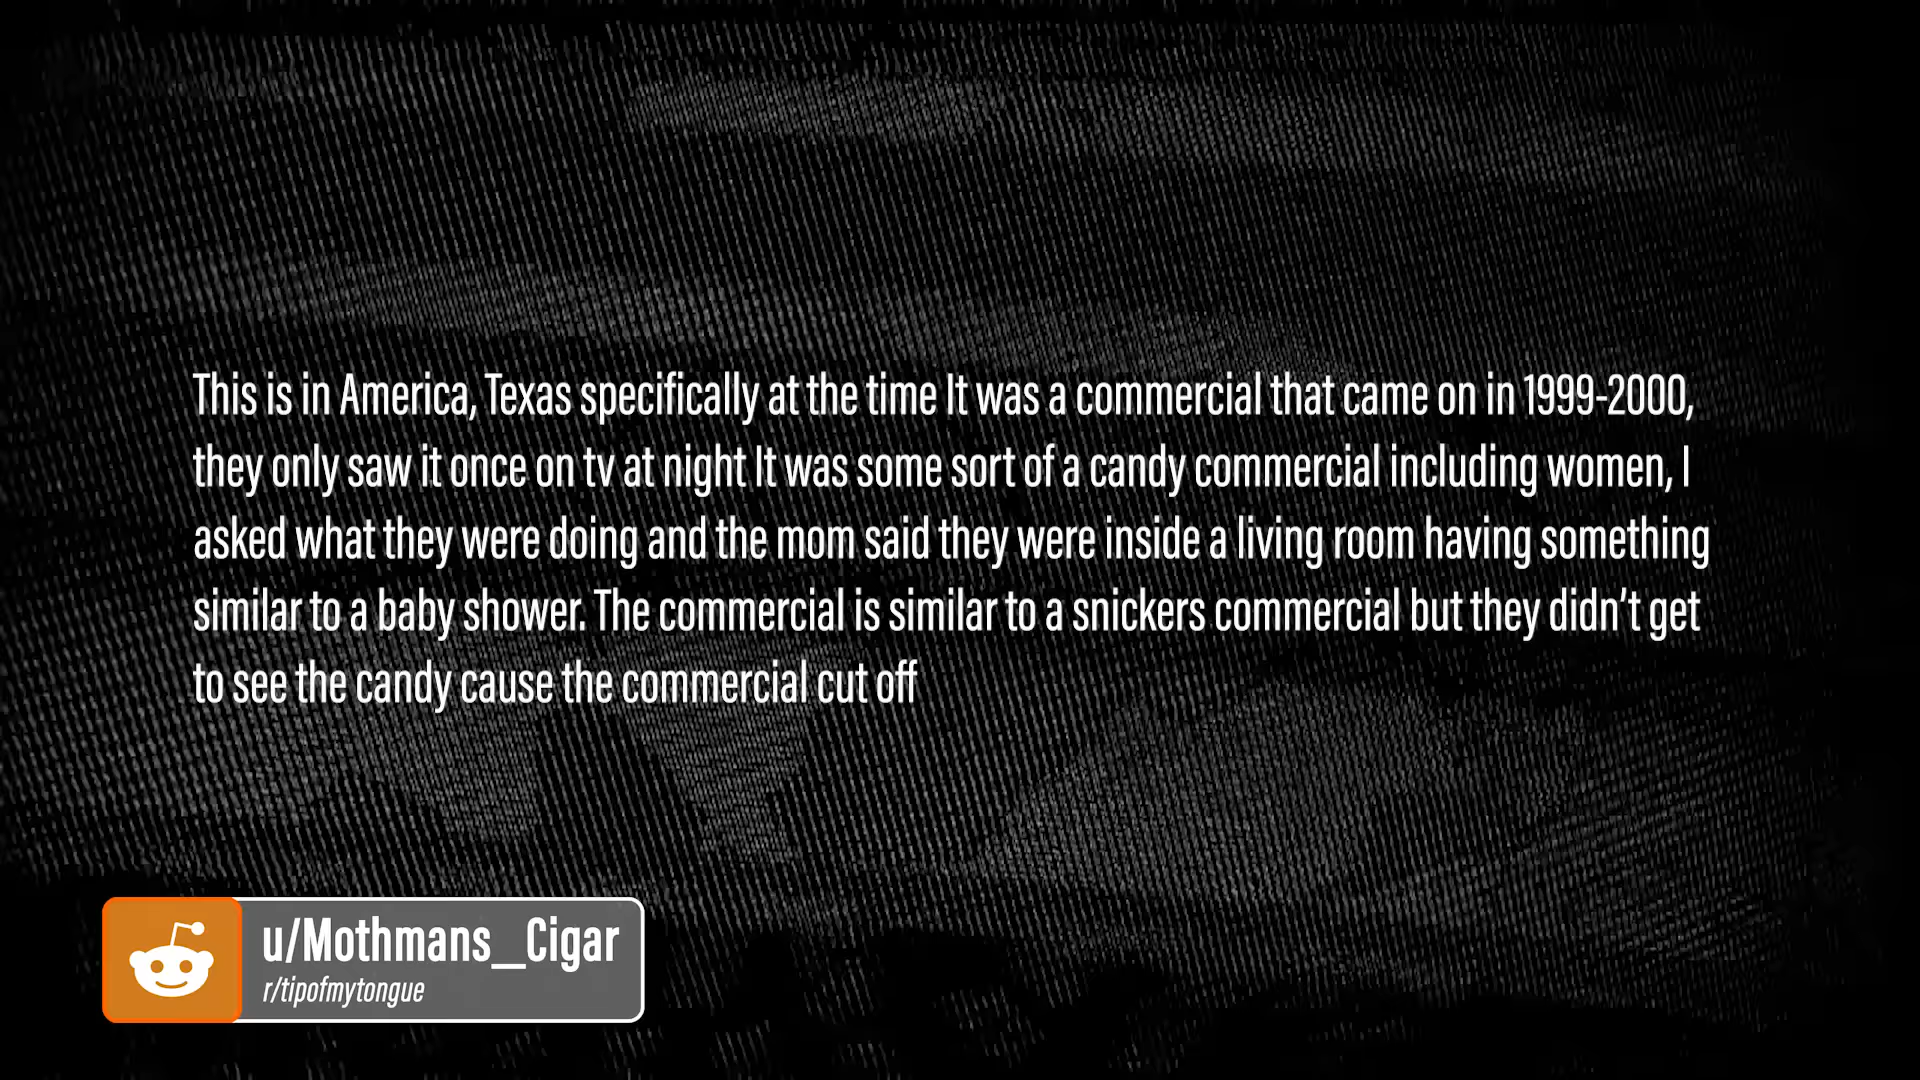 This is in America, Texas specifically at the time It was a commercial that came on in 1999-2000,
they only saw it once on tv at night It was some sort of a candy commercial including women, I
asked what they were doing and the mom said they were inside a living room having something
similar to a baby shower. The commercial is similar to a snickers commercial but they didn’t get
to see the candy cause the commercial cut off
u/Mothmans_Cigar
r/tipofmytongue